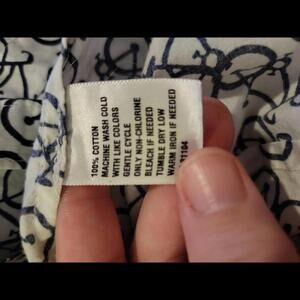 100% COTTON
MACHINE WASH COLD
WITH LIKE COLORS
GENTLE CYCLE
ONLY NON-CHLORINE
BLEACH IF NEEDED
TUMBLE DRY LOW
WARM IRON IF NEEDED